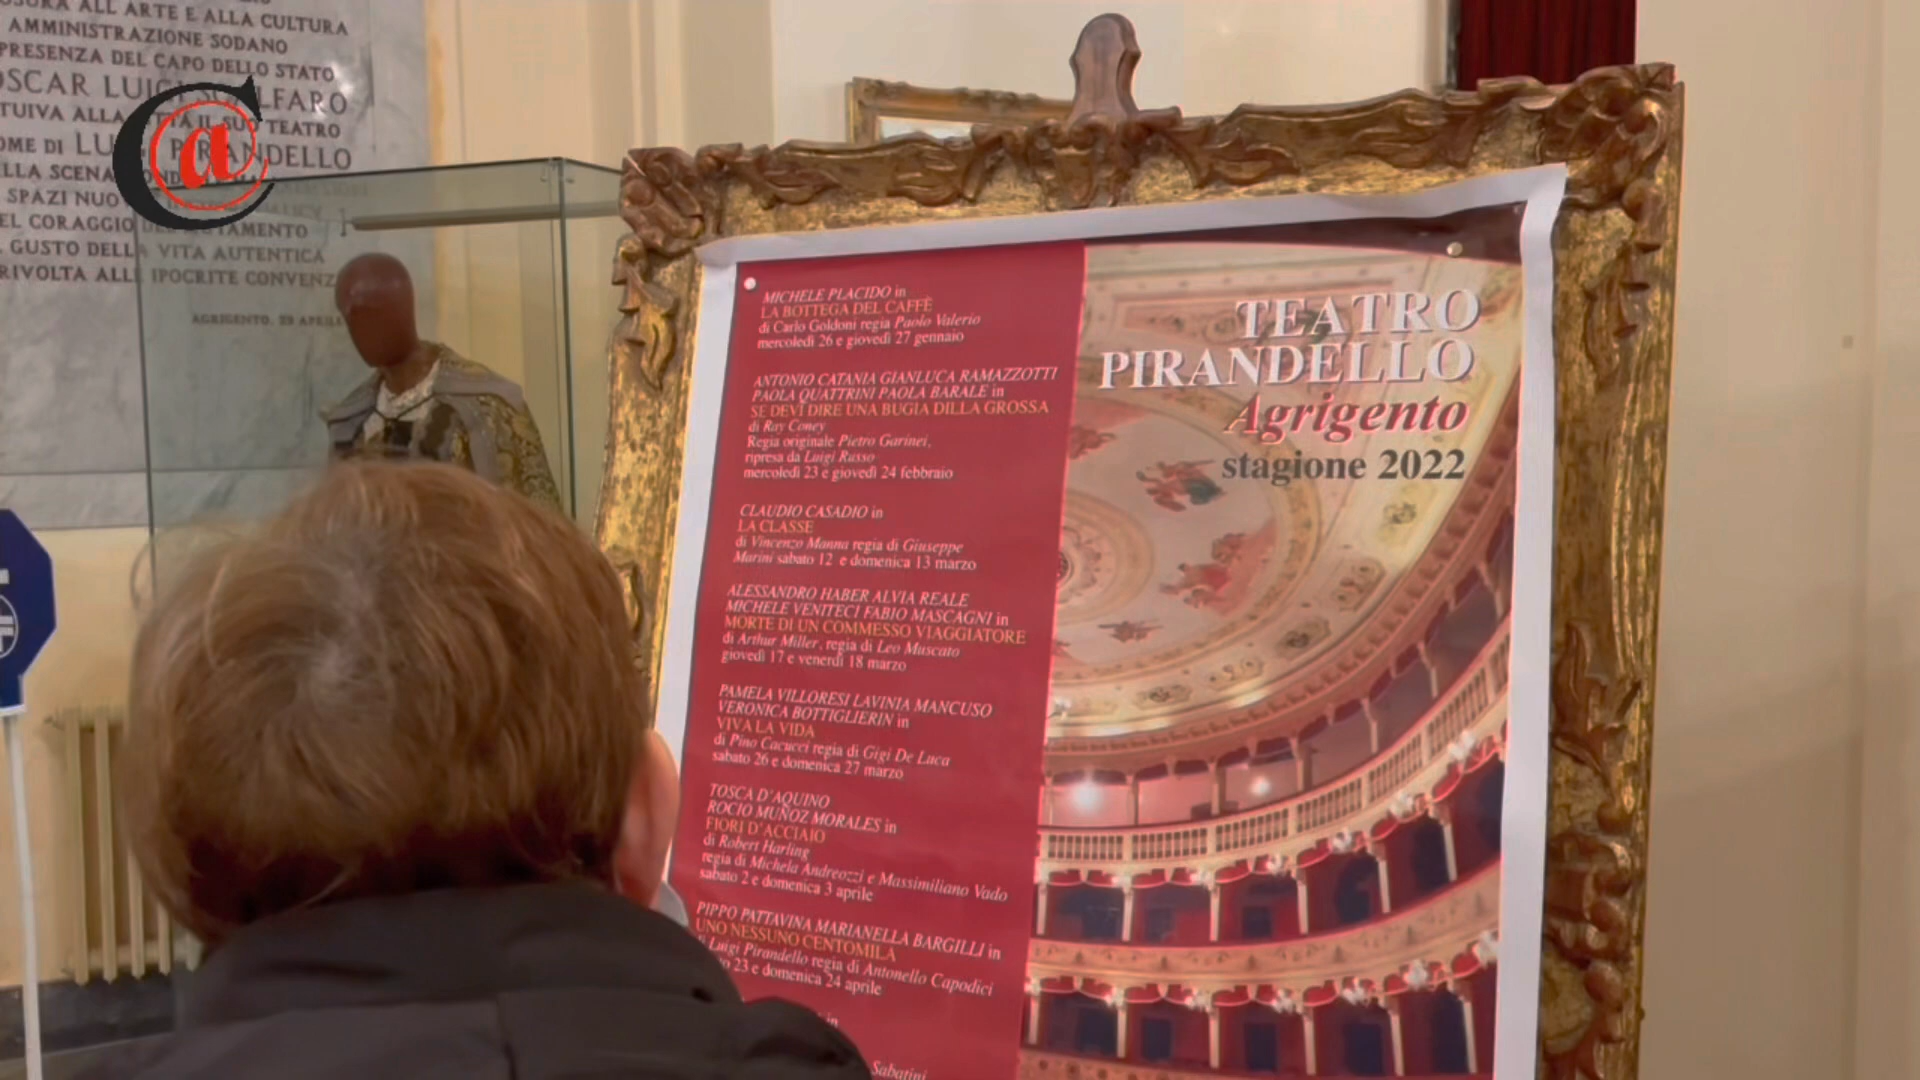 ALL'ARTE E ALLA CULTURA
AMMINISTRAZIONE SODANO
PRESENZA DEL CAPO DELLO STATO
OSCAR LUIGI
ALLA IL SUO TEATRO
DI PIRANDELLO
SCENA
SPAZI
CORAGGIO
GUSTO DELLA VITA AUTENTICA
RIVOLTA ALLE IPOCRITE
AGRIGENTO, 23
MICHELE PLACIDO in
LA BOTTEGA DEL CAFFÈ
di Carlo Goldoni regia Paolo Valerio
mercoledì 26 e giovedì 27 gennaio
ANTONIO CATANIA GIANLUCA RAMAZZOTTI
PAOLA QUATTRINI PAOLA BARALE in
SE DEVI DIRE UNA BUGIA DILLA GROSSA
di Ray Coney
Regia originale Pietro Garinei,
ripresa da Luigi Russo
mercoledì 23 e giovedì 24 febbraio
CLAUDIO CASADIO in
LA CLASSE
di Vincenzo Manna regia di Giuseppe
Marini sabato 12 e domenica 13 marzo
ALESSANDRO HABER ALVIA REALE
MICHELE VENITECI FABIO MASCAGNI in
MORTE DI UN COMMESSO VIAGGIATORE
di Arthur Miller, regia di Leo Muscato
giovedì 17 e venerdì 18 marzo
PAMELA VILLORESI LAVINIA MANCUSO
VERONICA BOTTIGLIERIN in
VIVA LA VIDA
di Pino Cacucci regia di Gigi De Luca
sabato 26 e domenica 27 marzo
TOSCA D'AQUINO
ROCIO MUÑOZ MORALES in
FIORI D'ACCIAIO
di Robert Harling
regia di Michela Andreozzi e Massimiliano Vado
sabato 2 e domenica 3 aprile
PIPPO PATTAVINA MARIANELLA BARGILLI in
UNO NESSUNO CENTOMILA
Luigi Pirandello regia di Antonello Capodici
23 e domenica 24 aprile
in
Sabatini
TEATRO
PIRANDELLO
Agrigento
stagione 2022